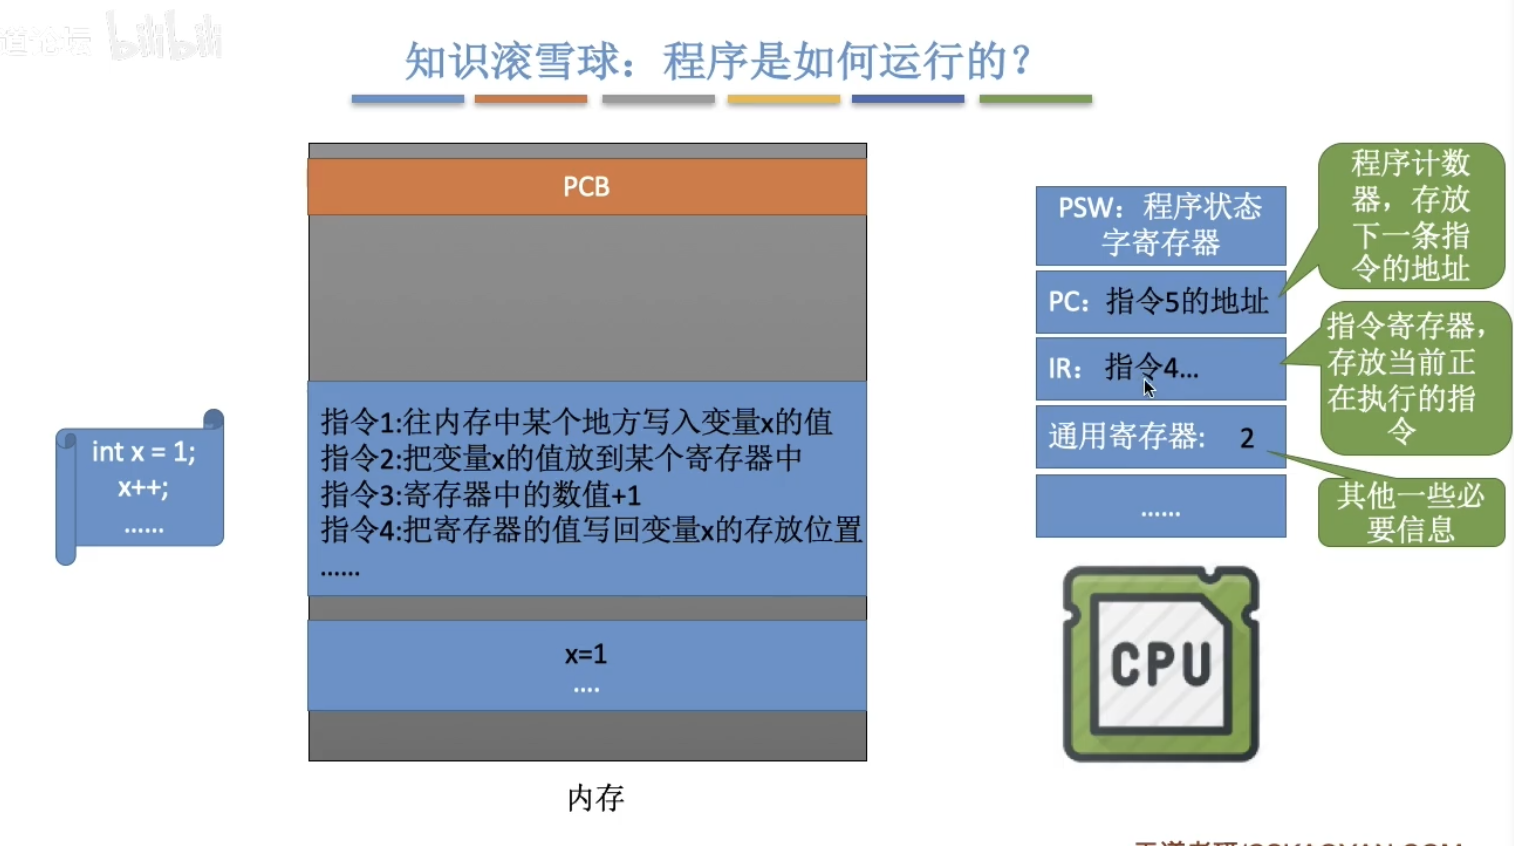 道论坛 bilibili
知识滚雪球：程序是如何运行的？
PCB
指令1:往内存中某个地方写入变量x的值
指令2:把变量x的值放到某个寄存器中
指令3:寄存器中的数值+1
指令4:把寄存器的值写回变量x的存放位置
......
x=1
....
内存
int x = 1;
x++;
......
PSW：程序状态
字寄存器
PC：指令5的地址
IR：指令4...
通用寄存器: 2
......
程序计数
器，存放
下一条指
令的地址
指令寄存器，
存放当前正
在执行的指
令
其他一些必
要信息
CPU